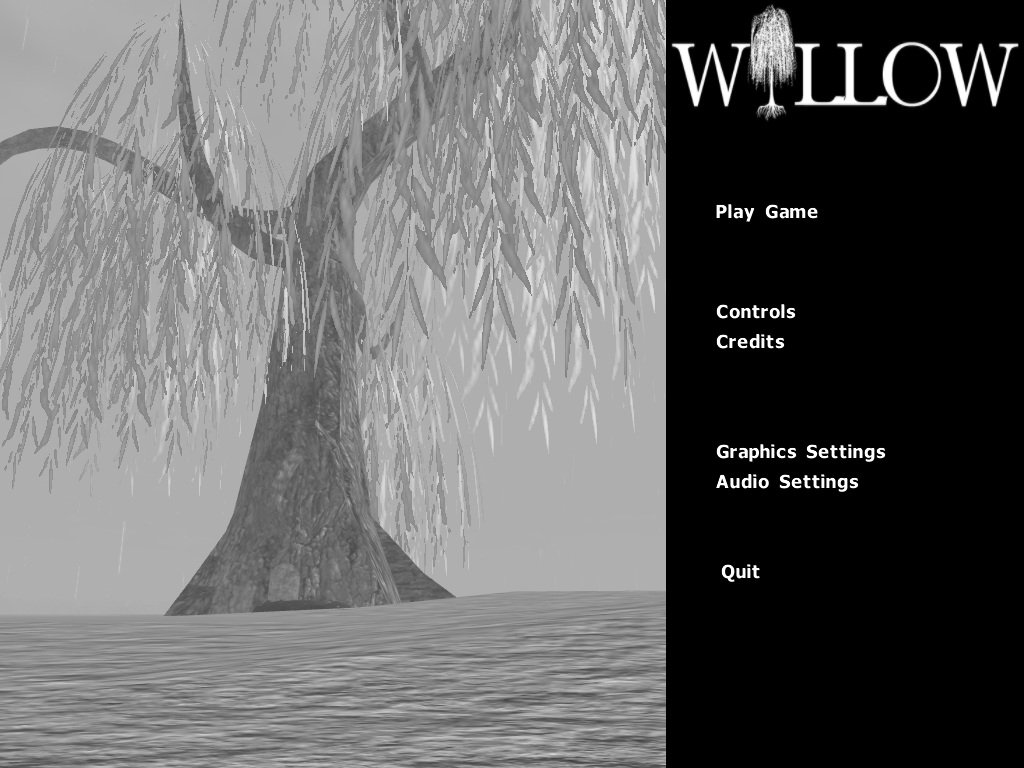 WILLOW
Play Game
Controls
Credits
Graphics Settings
Audio Settings
Quit